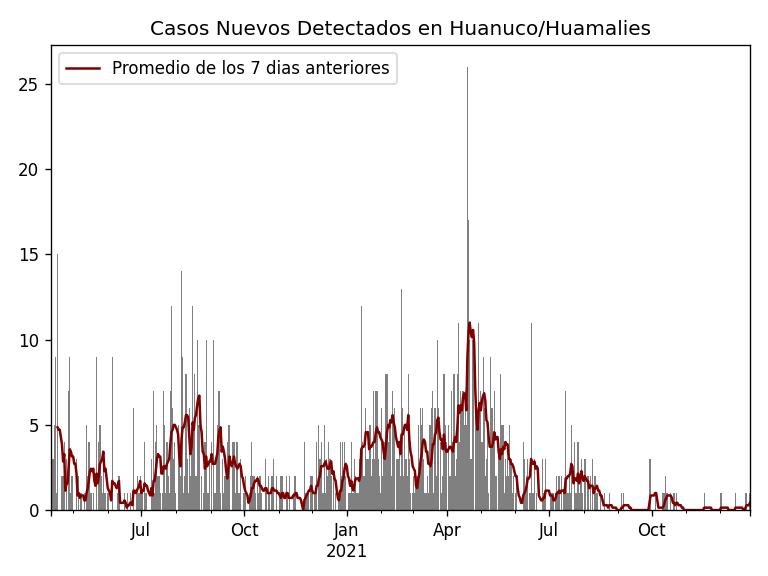 Casos Nuevos Detectados en Huanuco/Huamalies
Promedio de los 7 dias anteriores
25
20
15
10
5
0
Jul
Oct
Jan
2021
Apr
Jul
Oct